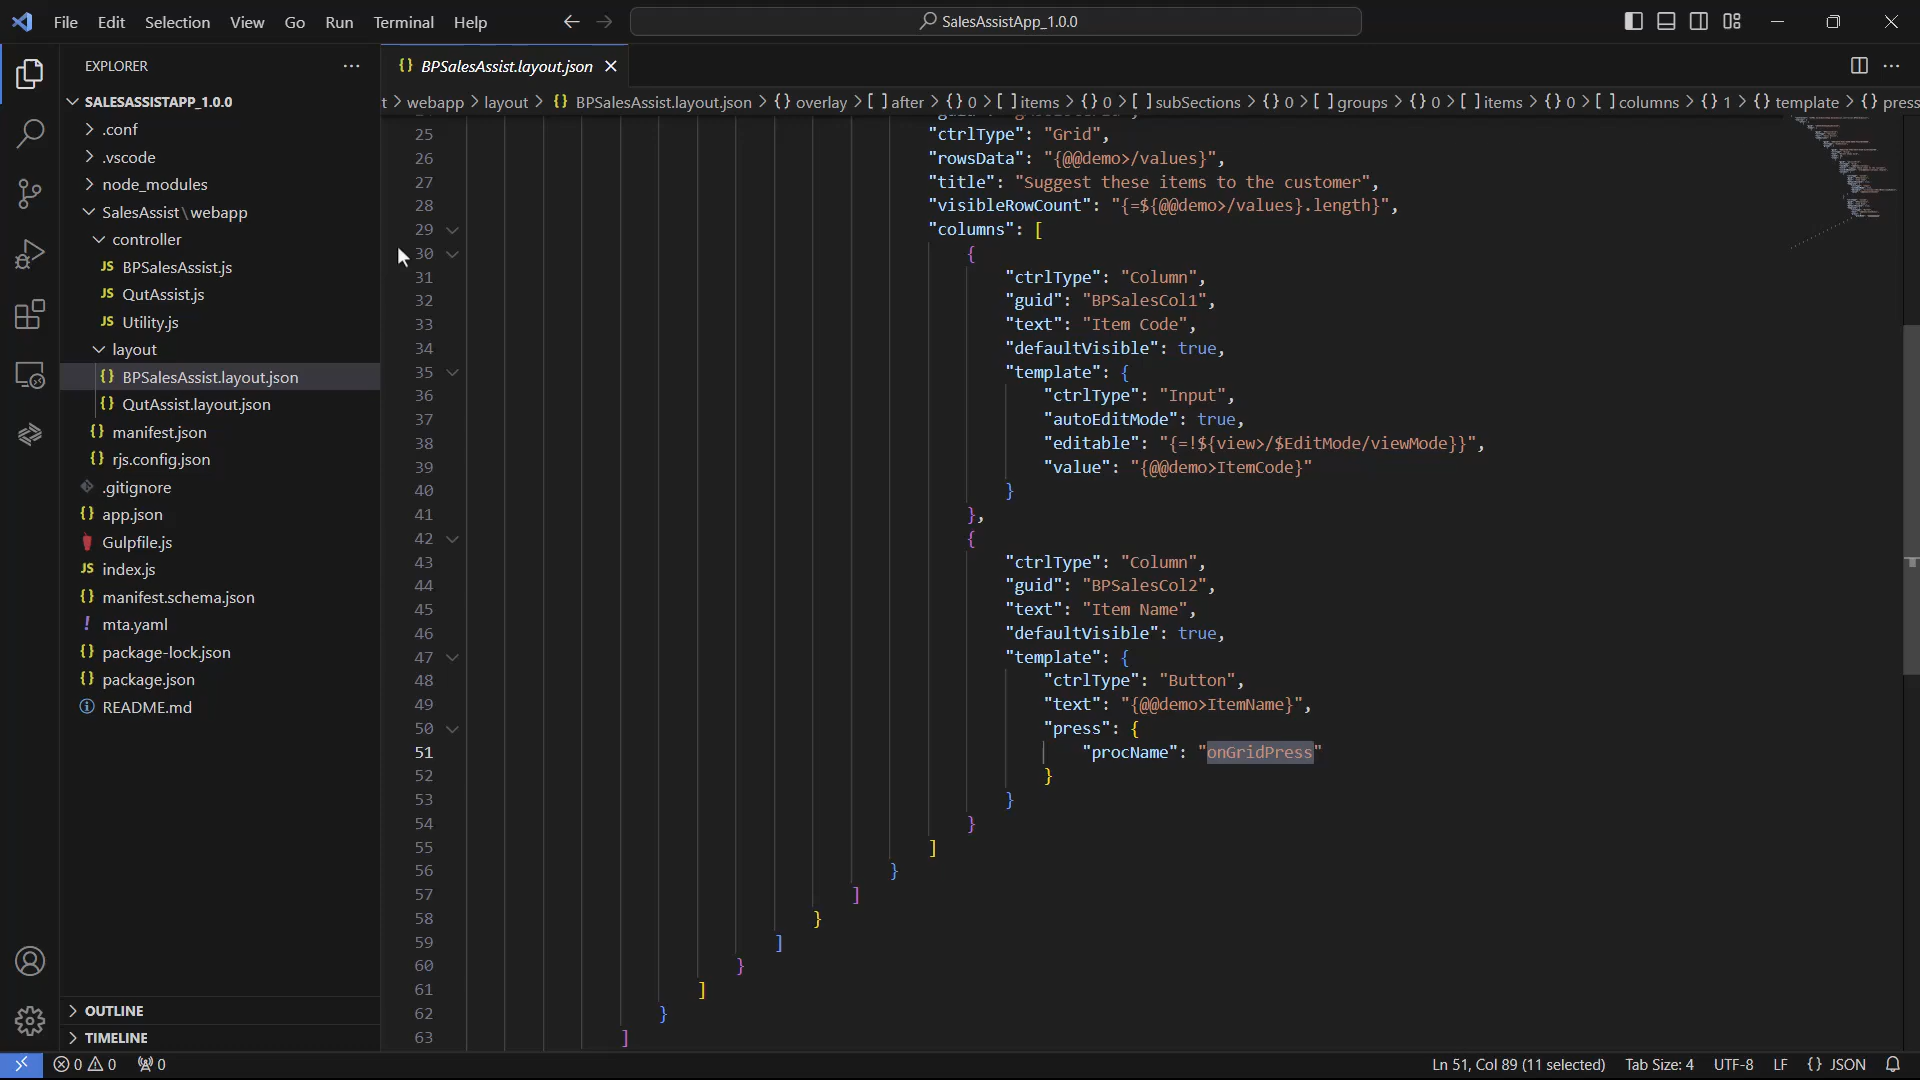 File Edit Selection View Go Run Terminal Help
SalesAssistApp_1.0.0
EXPLORER
SALESASSISTAPP_1.0.0
.conf
.vscode
node_modules
SalesAssist\webapp
controller
JS BPSalesAssist.js
JS QutAssist.js
JS Utility.js
layout
{} BPSalesAssist.layout.json
{} QutAssist.layout.json
{} manifest.json
{} rjs.config.json
.gitignore
{} app.json
Gulpfile.js
JS index.js
{} manifest.schema.json
! mta.yaml
{} package-lock.json
{} package.json
README.md
OUTLINE
TIMELINE
{} BPSalesAssist.layout.json
t > webapp > layout > {} BPSalesAssist.layout.json > {} overlay > [ ] after > {} 0 > [ ] items > {} 0 > [ ] subSections > {} 0 > [ ] groups > {} 0 > [ ] items > {} 0 > [ ] columns > {} 1 > {} template > {} press
25 "ctrlType": "Grid",
26 "rowsData": "{@@demo>/values}",
27 "title": "Suggest these items to the customer",
28 "visibleRowCount": "{=${@@demo>/values}.length}",
29 "columns": [
30 {
31 "ctrlType": "Column",
32 "guid": "BPSalesCol1",
33 "text": "Item Code",
34 "defaultVisible": true,
35 "template": {
36 "ctrlType": "Input",
37 "autoEditMode": true,
38 "editable": "{=!${view>/$EditMode/viewMode}}",
39 "value": "{@@demo>ItemCode}"
40 }
41 },
42 {
43 "ctrlType": "Column",
44 "guid": "BPSalesCol2",
45 "text": "Item Name",
46 "defaultVisible": true,
47 "template": {
48 "ctrlType": "Button",
49 "text": "{@@demo>ItemName}",
50 "press": {
51 "procName": "onGridPress"
52 }
53 }
54 }
55 ]
56 }
57 ]
58 }
59 ]
60 }
61 ]
62 }
63 ]
0 0 0 Ln 51, Col 89 (11 selected) Tab Size: 4 UTF-8 LF {} JSON